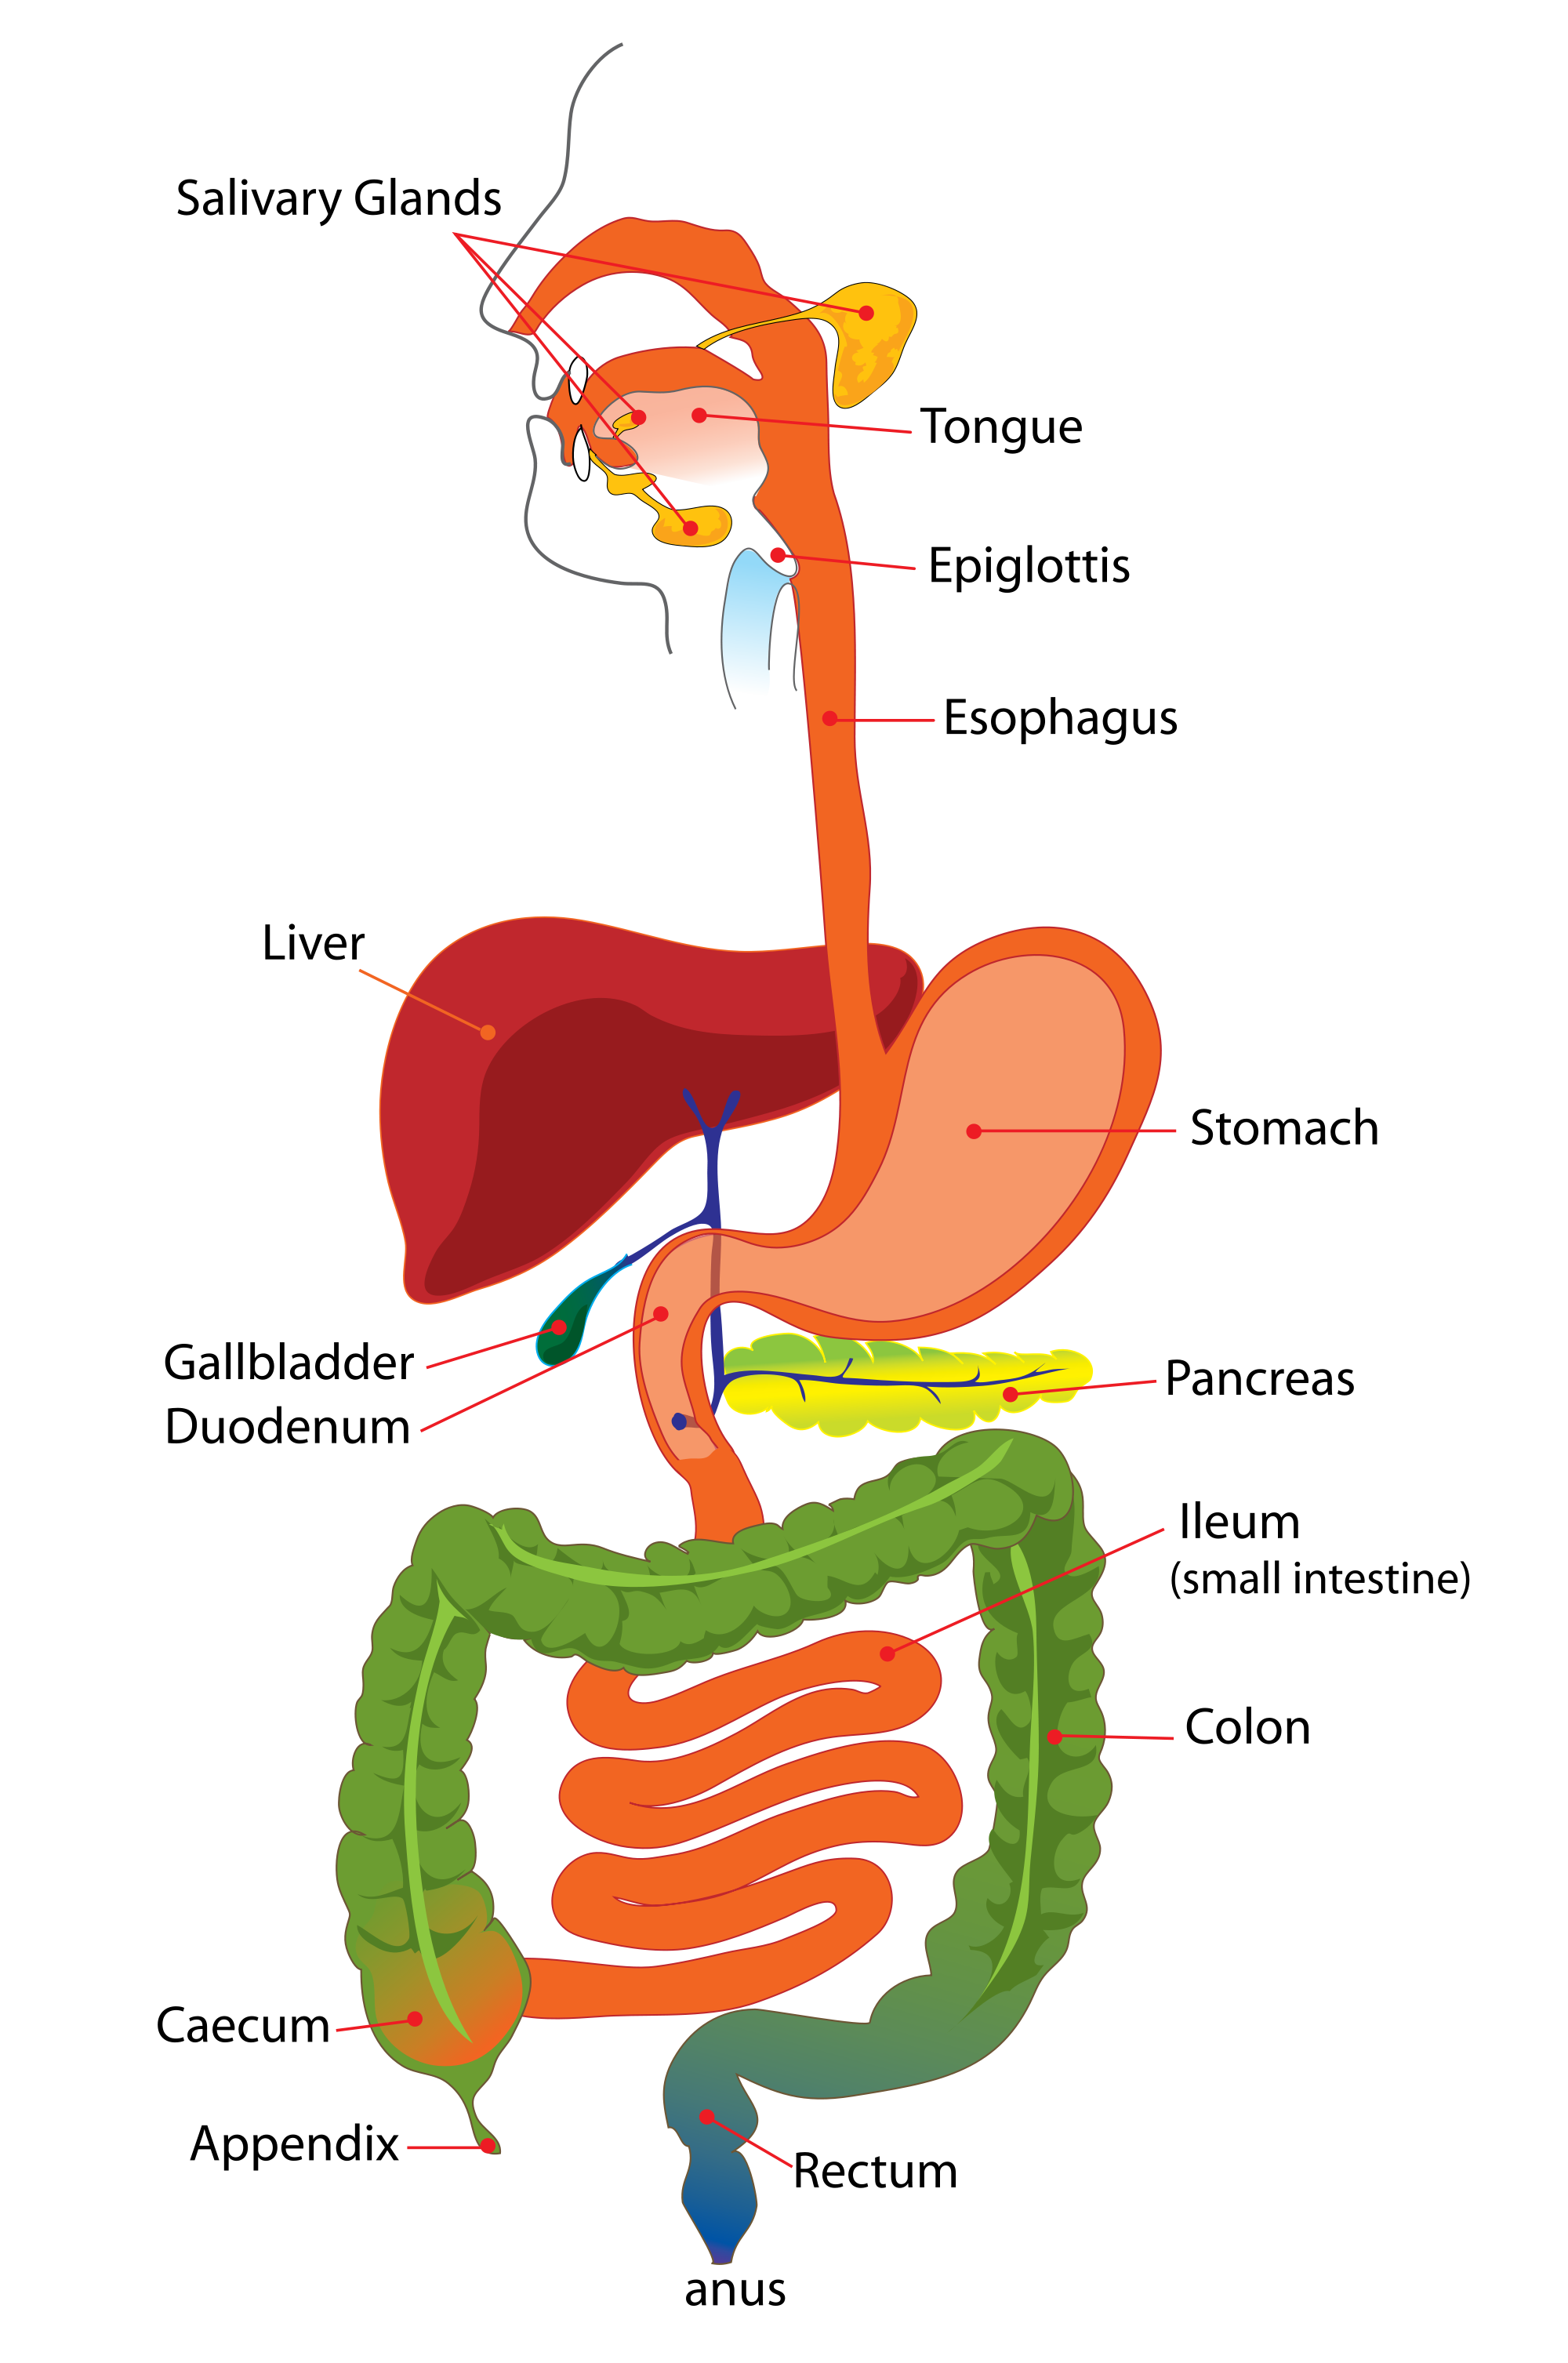 Salivary Glands
Tongue
Epiglottis
Esophagus
Liver
Stomach
Gallbladder
Pancreas
Duodenum
Ileum
(small intestine)
Colon
Caecum
Appendix
Rectum
anus